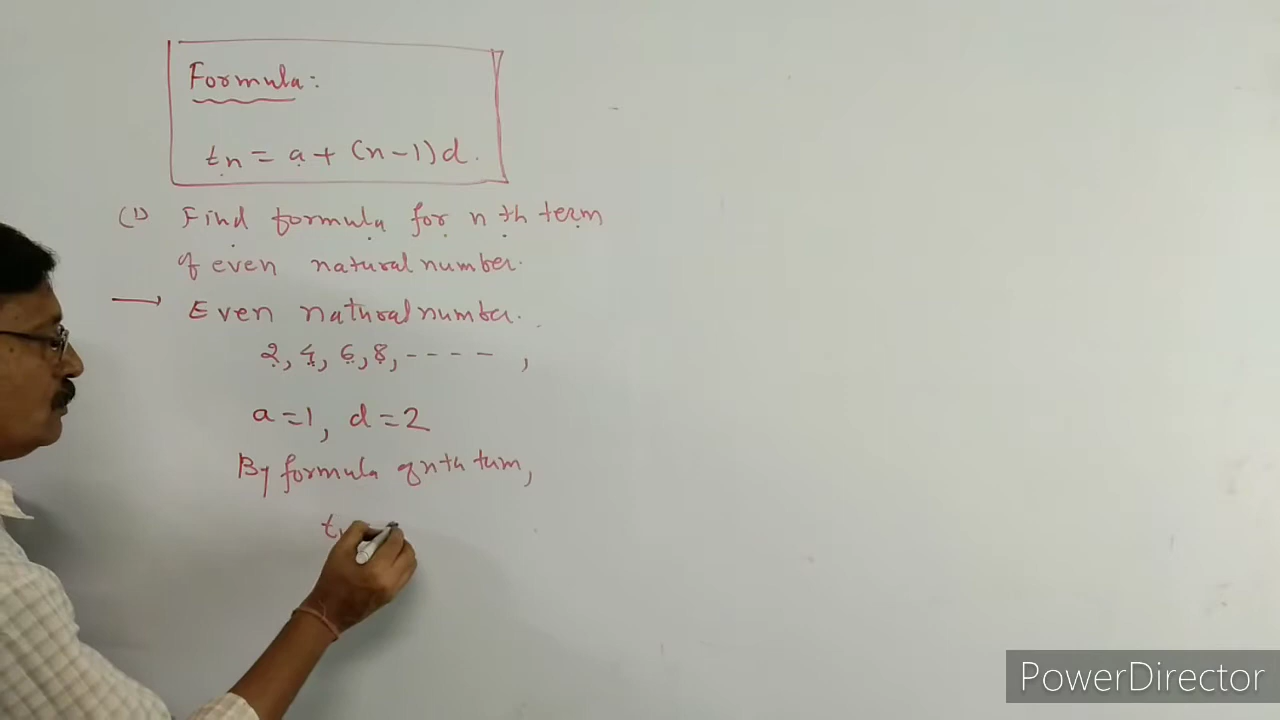 Formula:
tn = a + (n-1)d.
(1) Find formula for n th term
of even natural number.
→ Even natural number.
2, 4, 6, 8, ---- ,
a = 1, d = 2
By formula of nth term,
tn
PowerDirector